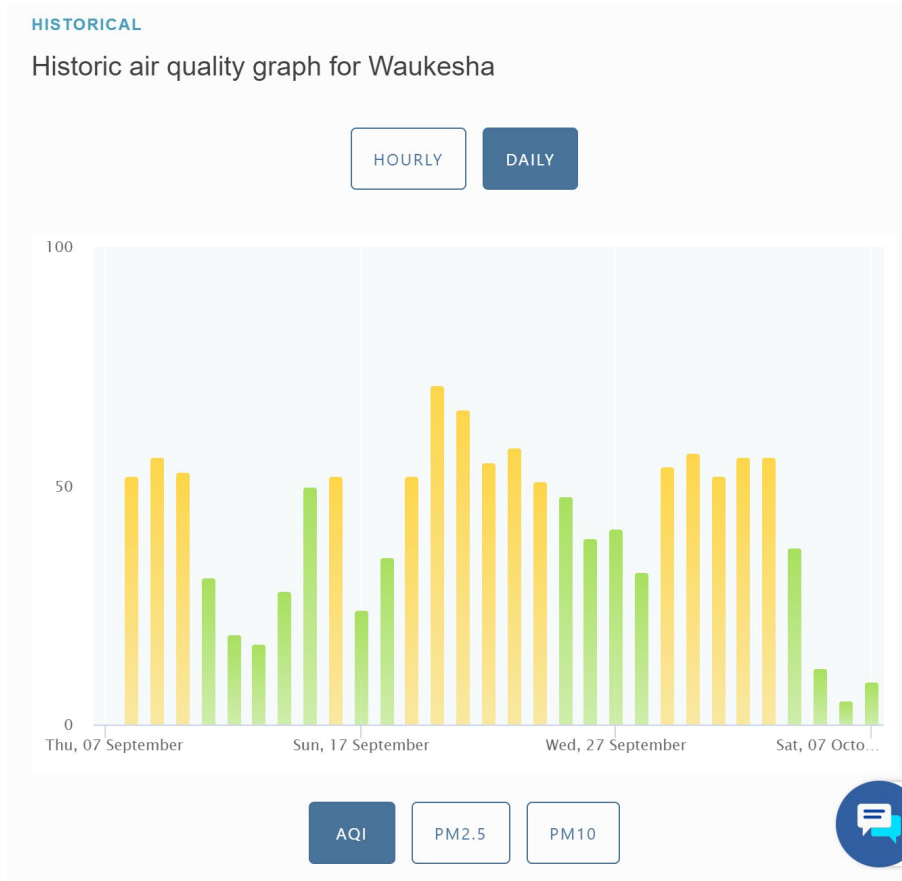 HISTORICAL
Historic air quality graph for Waukesha
HOURLY DAILY
100
50
0
Thu, 07 September Sun, 17 September Wed, 27 September Sat, 07 Octo...
AQI PM2.5 PM10